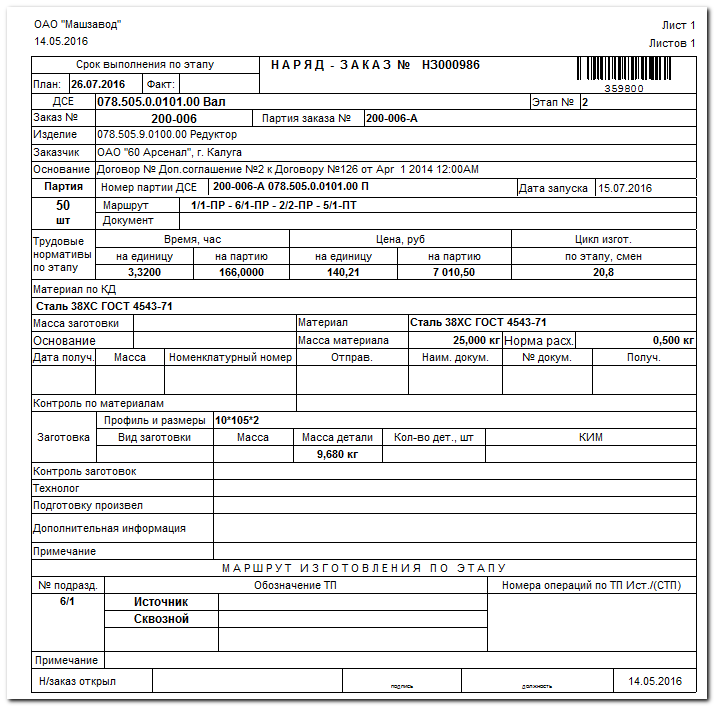 ОАО "Машзавод" Лист 1
14.05.2016 Листов 1
Срок выполнения по этапу НАРЯД - ЗАКАЗ № НЗ000986
План: 26.07.2016 Факт: 359800
ДСЕ 078.505.0.0101.00 Вал Этап № 2
Заказ № 200-006 Партия заказа № 200-006-А
Изделие 078.505.9.0100.00 Редуктор
Заказчик ОАО "60 Арсенал", г. Калуга
Основание Договор № Доп.соглашение №2 к Договору №126 от Apr 1 2014 12:00AM
Партия Номер партии ДСЕ 200-006-А 078.505.0.0101.00 П Дата запуска 15.07.2016
50 Маршрут 1/1-ПР - 6/1-ПР - 2/2-ПР - 5/1-ПТ
шт Документ
Трудовые нормативы по этапу Время, час Цена, руб Цикл изгот.
на единицу на партию на единицу на партию по этапу, смен
3,3200 166,0000 140,21 7 010,50 20,8
Материал по КД
Сталь 38ХС ГОСТ 4543-71
Масса заготовки Материал Сталь 38ХС ГОСТ 4543-71
Основание Масса материала 25,000 кг Норма расх. 0,500 кг
Дата получ. Масса Номенклатурный номер Отправ. Наим. докум. № докум. Получ.
Контроль по материалам
Заготовка Профиль и размеры 10*105*2
Вид заготовки Масса Масса детали Кол-во дет., шт КИМ
9,680 кг
Контроль заготовок
Технолог
Подготовку произвел
Дополнительная информация
Примечание
МАРШРУТ ИЗГОТОВЛЕНИЯ ПО ЭТАПУ
№ подразд. Обозначение ТП Номера операций по ТП Ист./(СТП)
6/1 Источник
Сквозной
Примечание
Н/заказ открыл подпись должность 14.05.2016